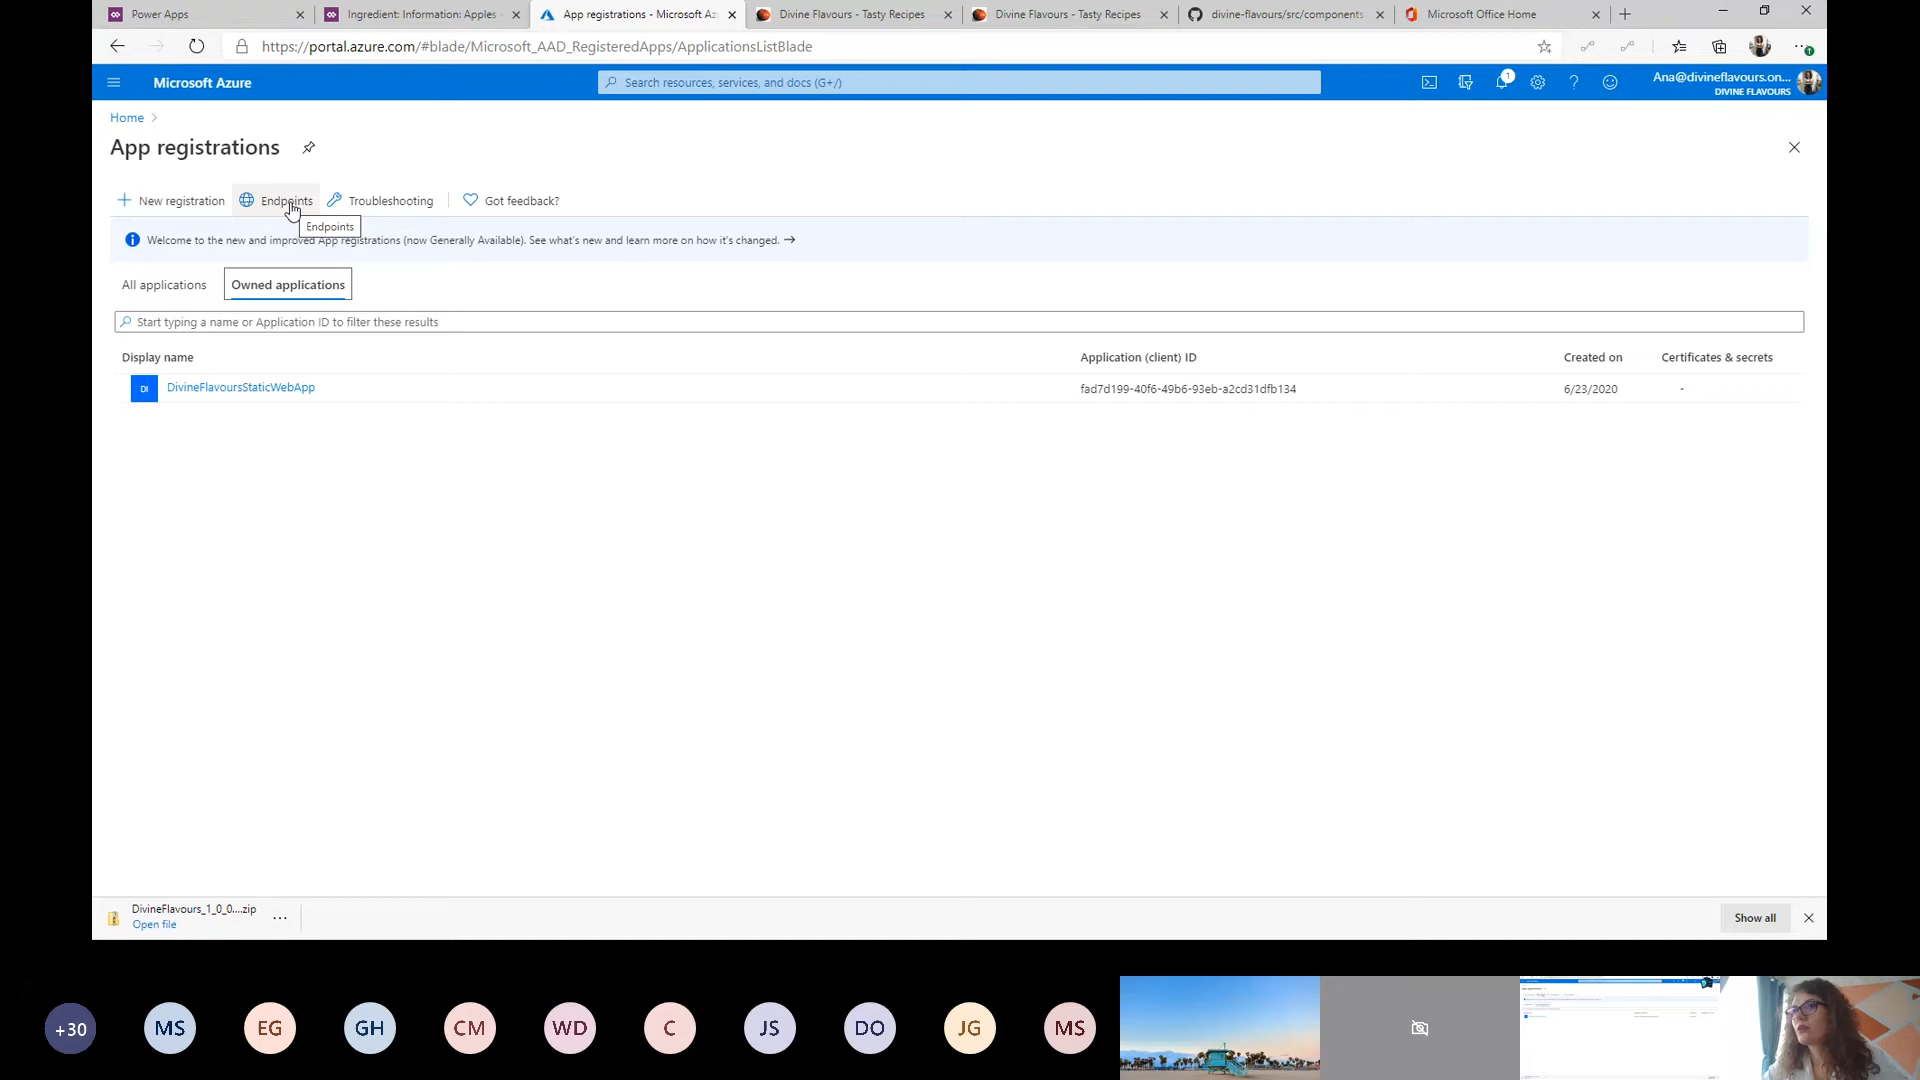 Power Apps
Ingredient: Information: Apples
App registrations - Microsoft Az
Divine Flavours - Tasty Recipes
Divine Flavours - Tasty Recipes
divine-flavours/src/components
Microsoft Office Home
https://portal.azure.com/#blade/Microsoft_AAD_RegisteredApps/ApplicationsListBlade
Microsoft Azure
Search resources, services, and docs (G+/)
1
Ana@divineflavours.on...
DIVINE FLAVOURS
Home
App registrations
New registration
Endpoints
Troubleshooting
Got feedback?
Endpoints
Welcome to the new and improved App registrations (now Generally Available). See what's new and learn more on how it's changed.
All applications
Owned applications
Start typing a name or Application ID to filter these results
Display name
Application (client) ID
Created on
Certificates & secrets
DI
DivineFlavoursStaticWebApp
fad7d199-40f6-49b6-93eb-a2cd31dfb134
6/23/2020
-
DivineFlavours_1_0_0....zip
Open file
Show all
+30
MS
EG
GH
CM
WD
C
JS
DO
JG
MS